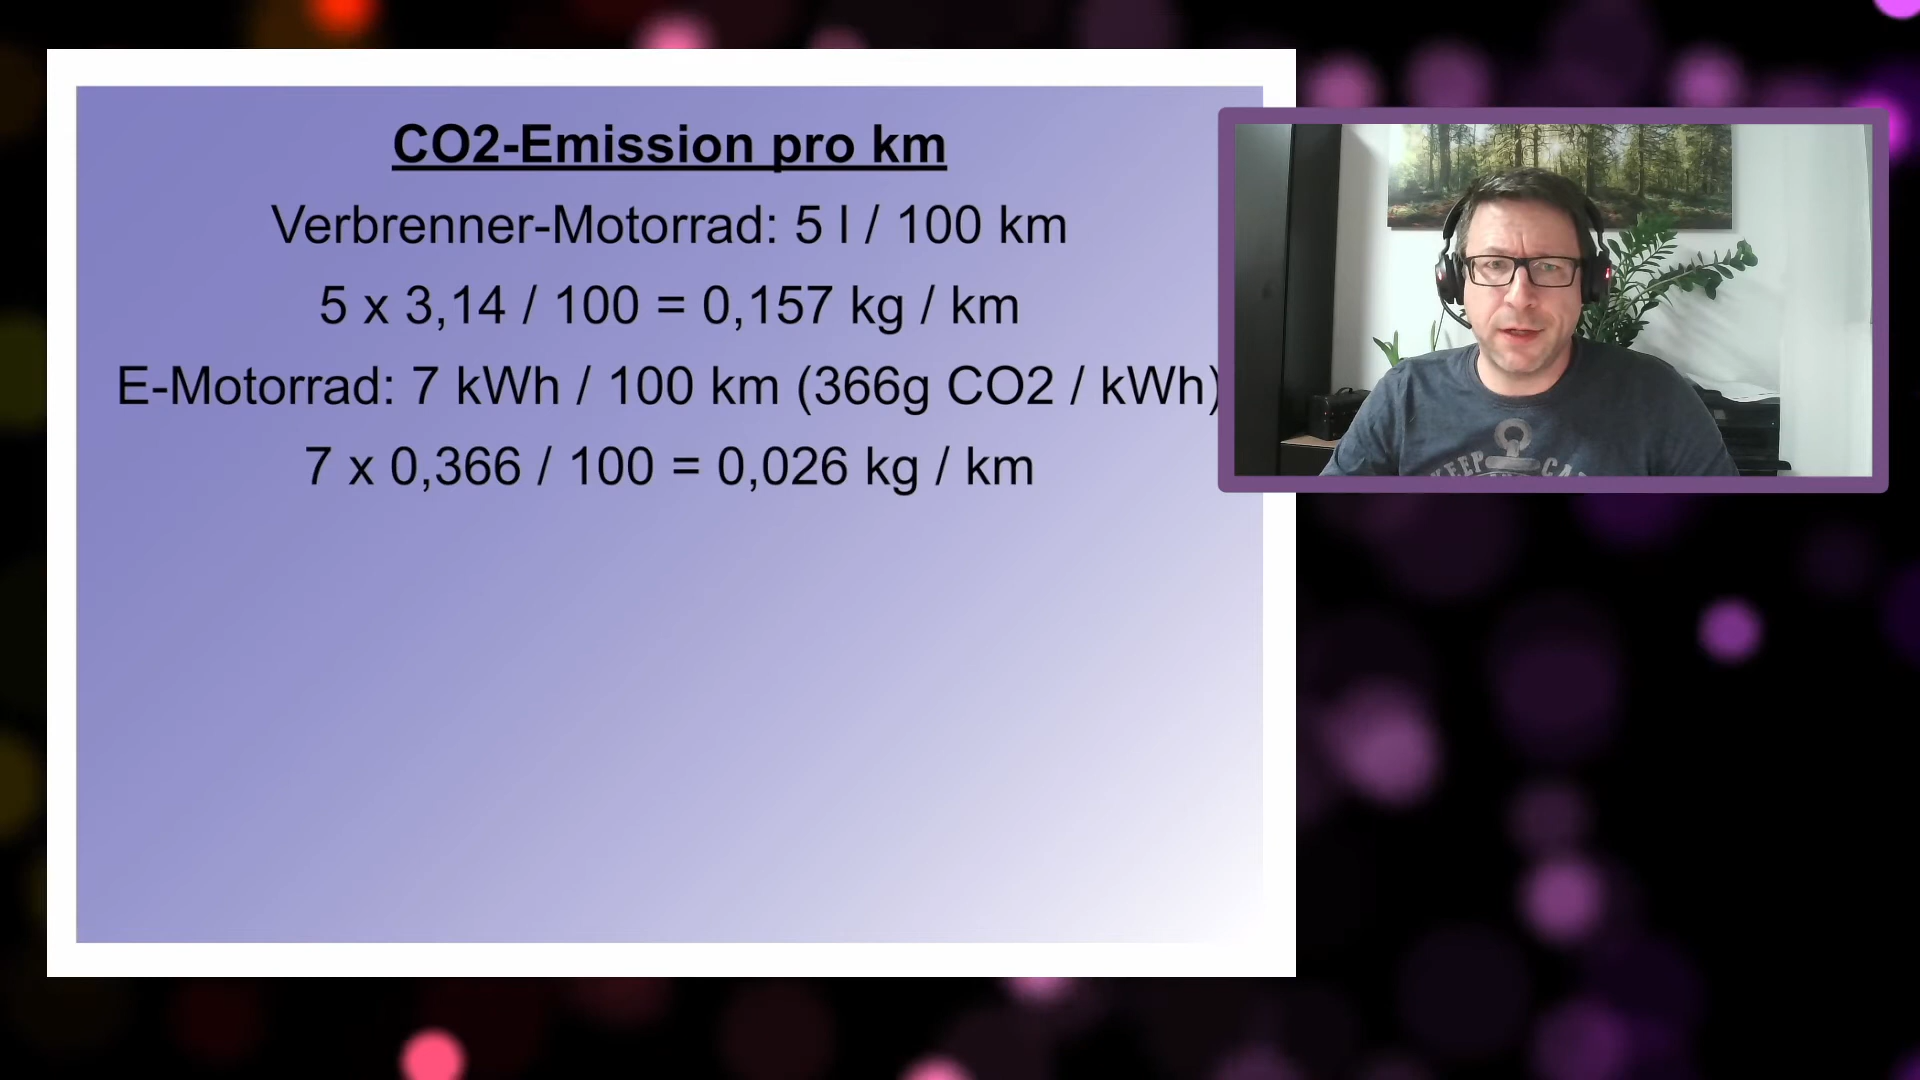 CO2-Emission pro km
Verbrenner-Motorrad: 5 l / 100 km
5 x 3,14 / 100 = 0,157 kg / km
E-Motorrad: 7 kWh / 100 km (366g CO2 / kWh)
7 x 0,366 / 100 = 0,026 kg / km
KEEP